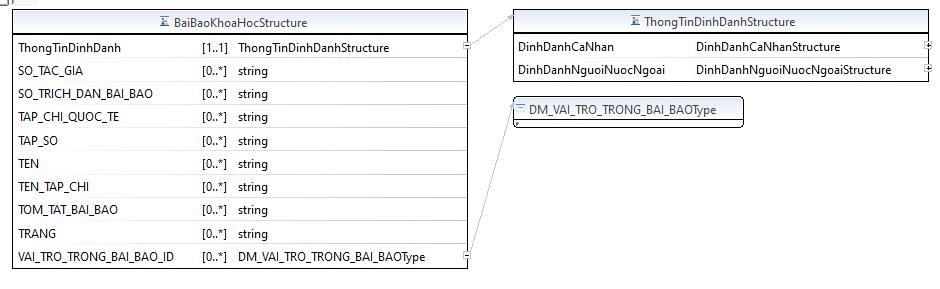 BaiBaoKhoaHocStructure
ThongTinDinhDanh [1..1] ThongTinDinhDanhStructure
SO_TAC_GIA [0..*] string
SO_TRICH_DAN_BAI_BAO [0..*] string
TAP_CHI_QUOC_TE [0..*] string
TAP_SO [0..*] string
TEN [0..*] string
TEN_TAP_CHI [0..*] string
TOM_TAT_BAI_BAO [0..*] string
TRANG [0..*] string
VAI_TRO_TRONG_BAI_BAO_ID [0..*] DM_VAI_TRO_TRONG_BAI_BAOType
ThongTinDinhDanhStructure
DinhDanhCaNhan DinhDanhCaNhanStructure
DinhDanhNguoiNuocNgoai DinhDanhNguoiNuocNgoaiStructure
DM_VAI_TRO_TRONG_BAI_BAOType